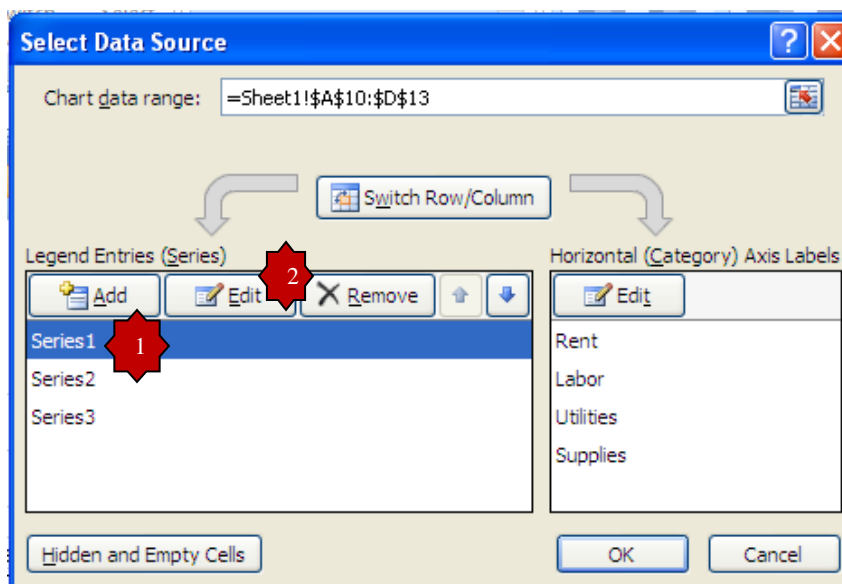 Select Data Source
?
Chart data range: =Sheet1!$A$10:$D$13
Switch Row/Column
Legend Entries (Series)
Horizontal (Category) Axis Labels
Add Edit 2 Remove
Edit
Series1 1
Series2
Series3
Rent
Labor
Utilities
Supplies
Hidden and Empty Cells
OK Cancel